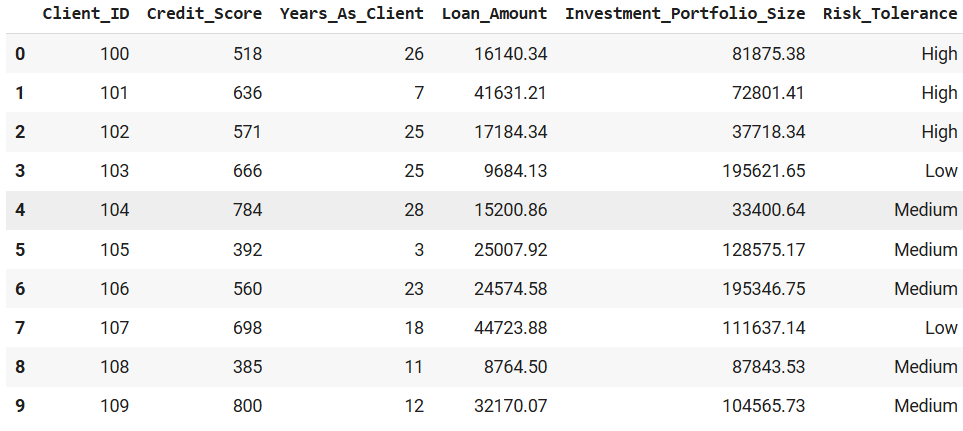 Client_ID Credit_Score Years_As_Client Loan_Amount Investment_Portfolio_Size Risk_Tolerance
0 100 518 26 16140.34 81875.38 High
1 101 636 7 41631.21 72801.41 High
2 102 571 25 17184.34 37718.34 High
3 103 666 25 9684.13 195621.65 Low
4 104 784 28 15200.86 33400.64 Medium
5 105 392 3 25007.92 128575.17 Medium
6 106 560 23 24574.58 195346.75 Medium
7 107 698 18 44723.88 111637.14 Low
8 108 385 11 8764.50 87843.53 Medium
9 109 800 12 32170.07 104565.73 Medium